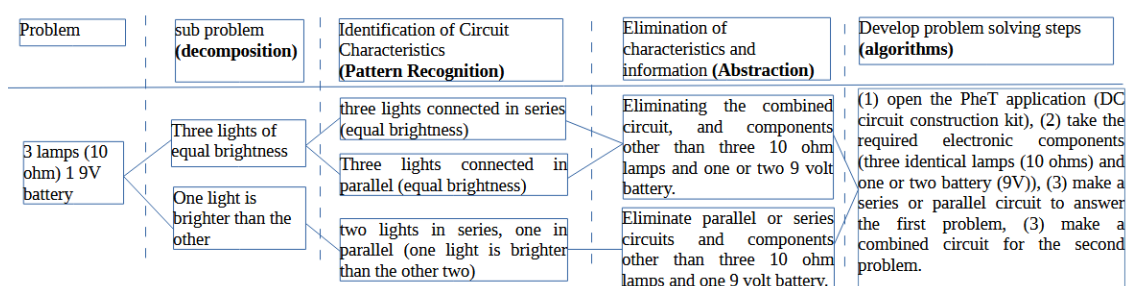 Problem
sub problem
(decomposition)
Identification of Circuit
Characteristics
(Pattern Recognition)
Elimination of
characteristics and
information (Abstraction)
Develop problem solving steps
(algorithms)
3 lamps (10
ohm) 1 9V
battery
Three lights of
equal brightness
One light is
brighter than the
other
three lights connected in series
(equal brightness)
Three lights connected in
parallel (equal brightness)
two lights in series, one in
parallel (one light is brighter
than the other two)
Eliminating the combined
circuit, and components
other than three 10 ohm
lamps and one or two 9 volt
battery.
Eliminate parallel or series
circuits and components
other than three 10 ohm
lamps and one 9 volt battery.
(1) open the PheT application (DC
circuit construction kit), (2) take the
required electronic components
(three identical lamps (10 ohms) and
one or two battery (9V)), (3) make a
series or parallel circuit to answer
the first problem, (3) make a
combined circuit for the second
problem.